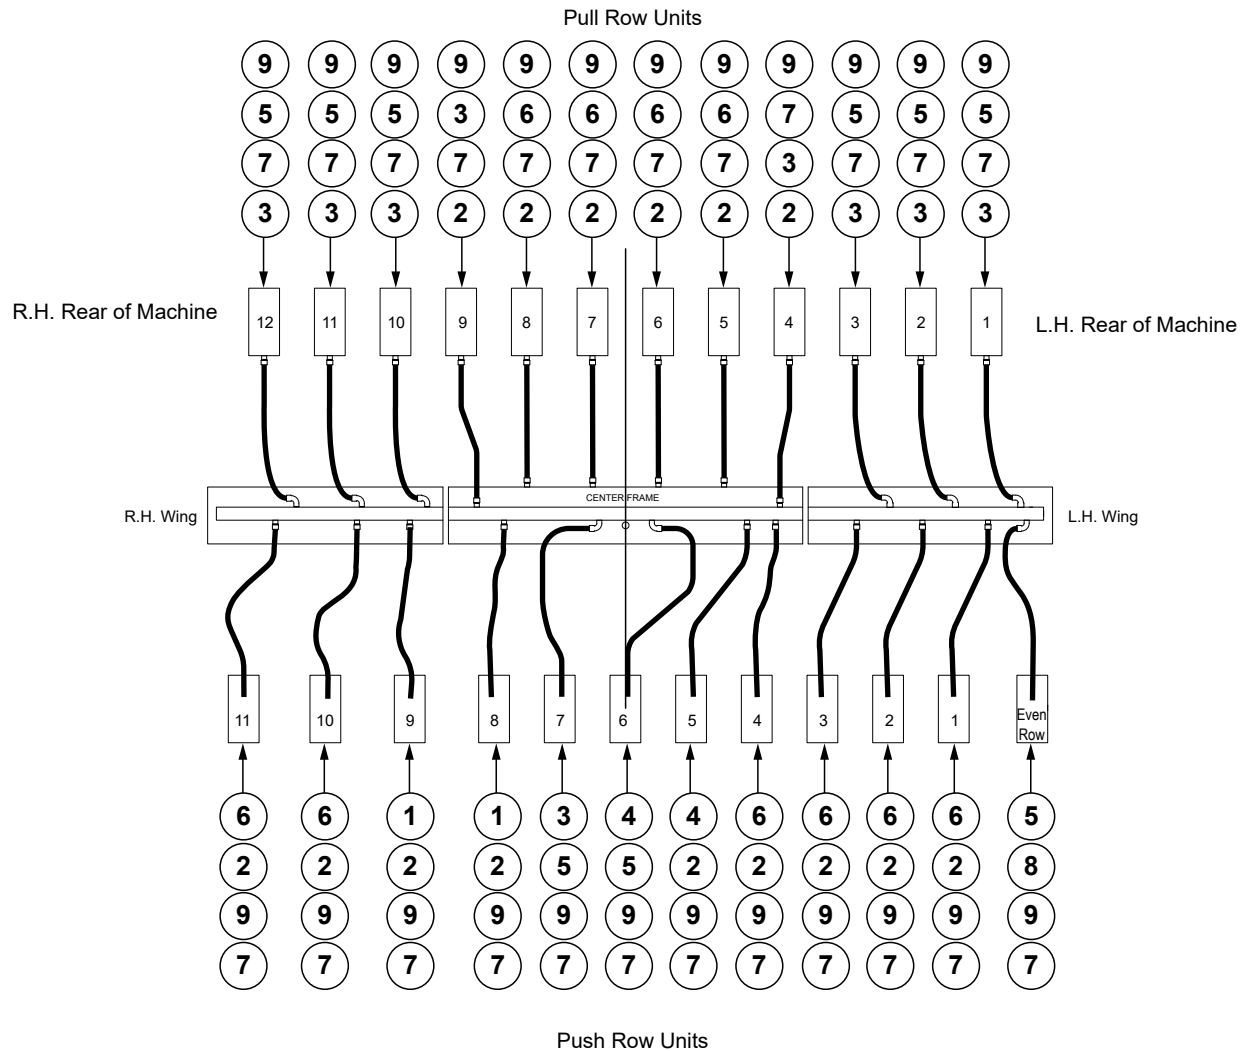 Pull Row Units
9 9 9 9 9 9 9 9 9 9 9 9
5 5 5 3 6 6 6 6 7 5 5 5
7 7 7 7 7 7 7 7 3 7 7 7
3 3 3 2 2 2 2 2 2 3 3 3
R.H. Rear of Machine
12 11 10 9 8 7 6 5 4 3 2 1
L.H. Rear of Machine
CENTER FRAME
R.H. Wing
L.H. Wing
11 10 9 8 7 6 5 4 3 2 1 Even
Row
6 6 1 1 3 4 4 6 6 6 6 5
2 2 2 2 5 5 2 2 2 2 2 8
9 9 9 9 9 9 9 9 9 9 9 9
7 7 7 7 7 7 7 7 7 7 7 7
Push Row Units